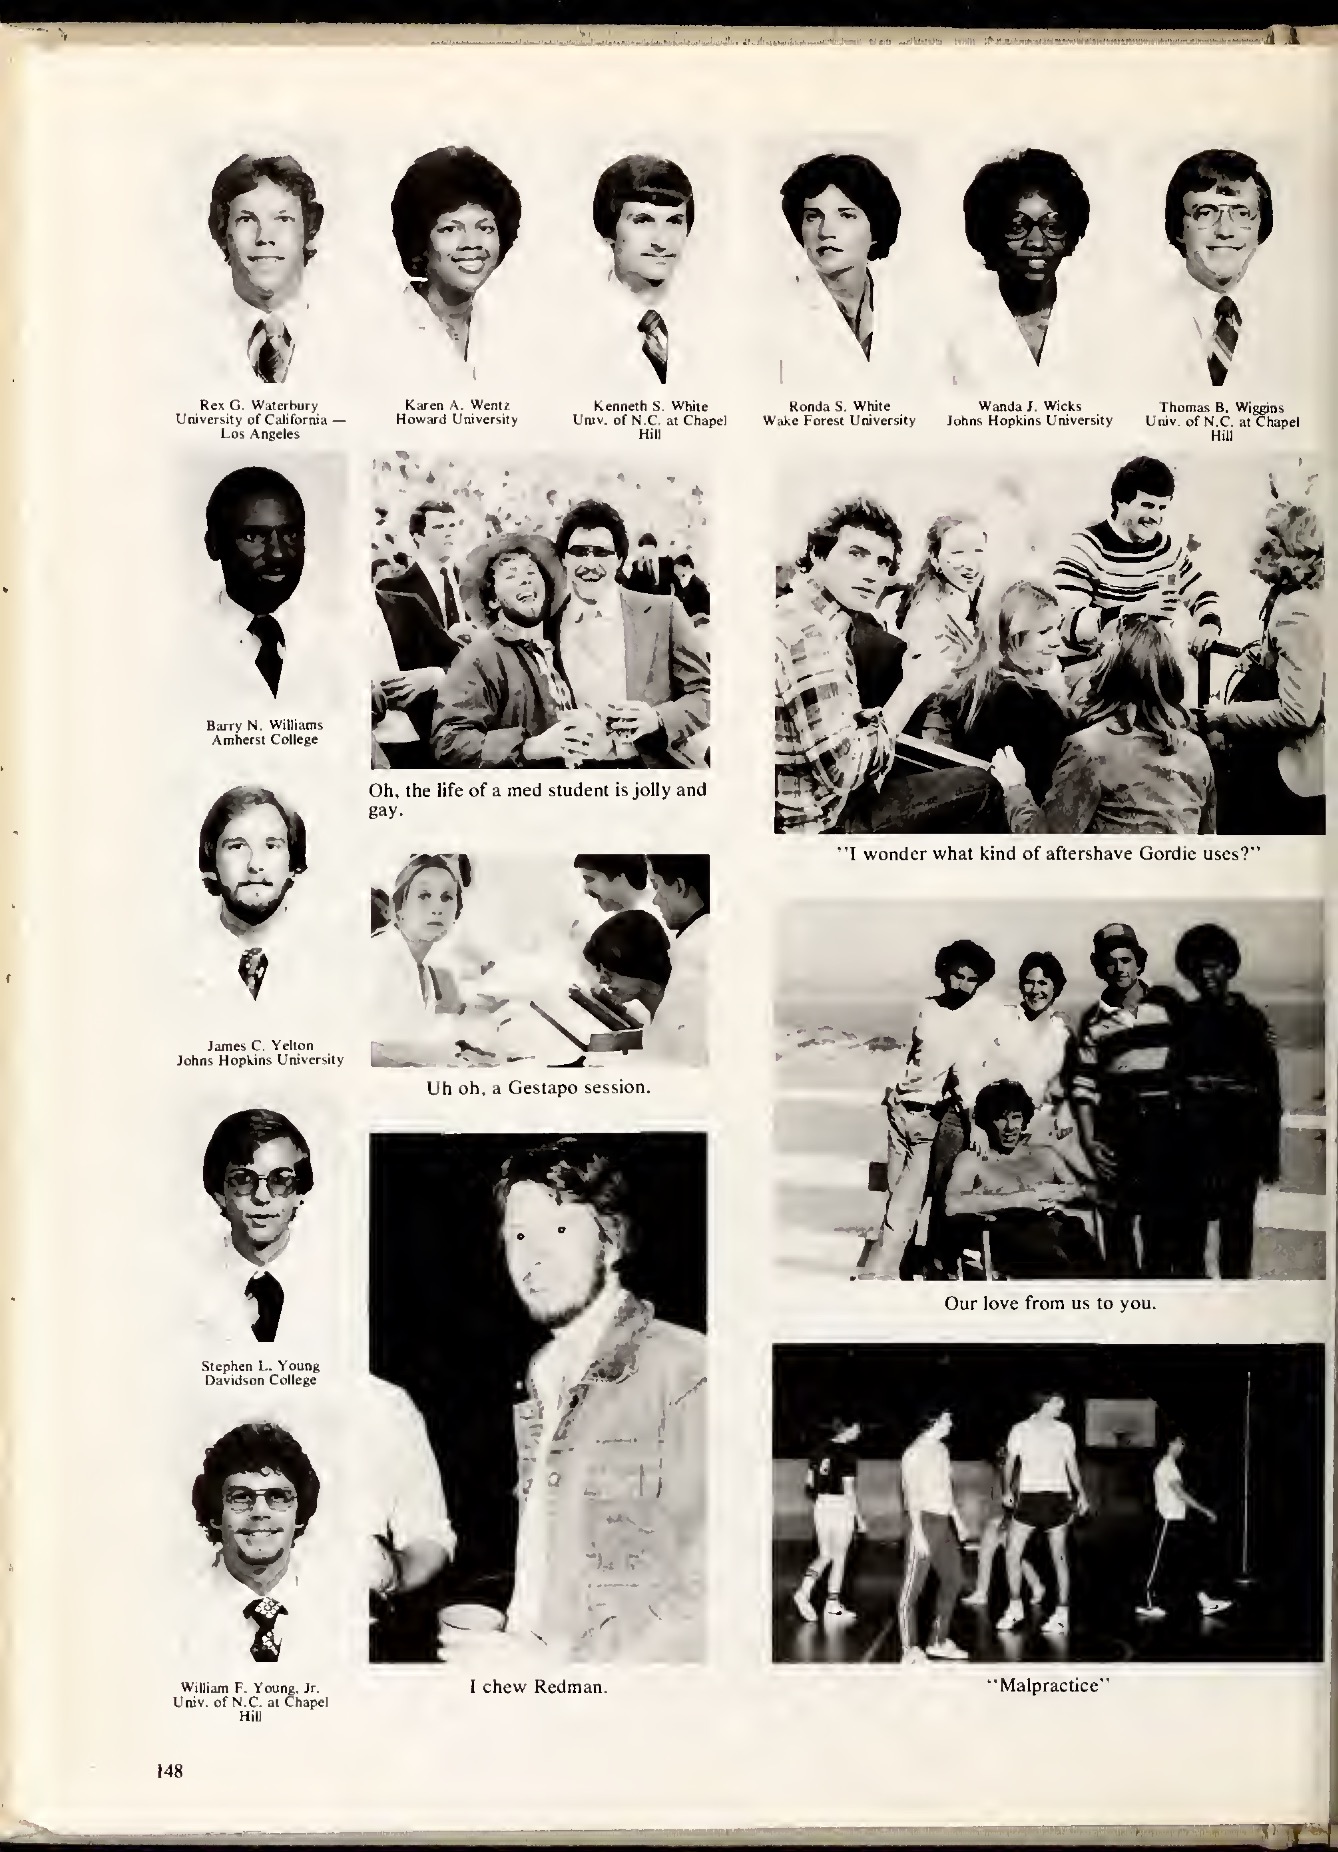 Rex G. Waterbury
University of California —
Los Angeles
Karen A. Wentz
Howard University
Kenneth S. White
Univ. of N.C. at Chapel
Hill
Ronda S. White
Wake Forest University
Wanda J. Wicks
Johns Hopkins University
Thomas B. Wiggins
Univ. of N.C. at Chapel
Hill
Barry N. Williams
Amherst College
Oh, the life of a med student is jolly and
gay.
"I wonder what kind of aftershave Gordie uses?"
James C. Yelton
Johns Hopkins University
Uh oh, a Gestapo session.
Our love from us to you.
Stephen L. Young
Davidson College
William F. Young, Jr.
Univ. of N.C. at Chapel
Hill
I chew Redman.
"Malpractice"
148